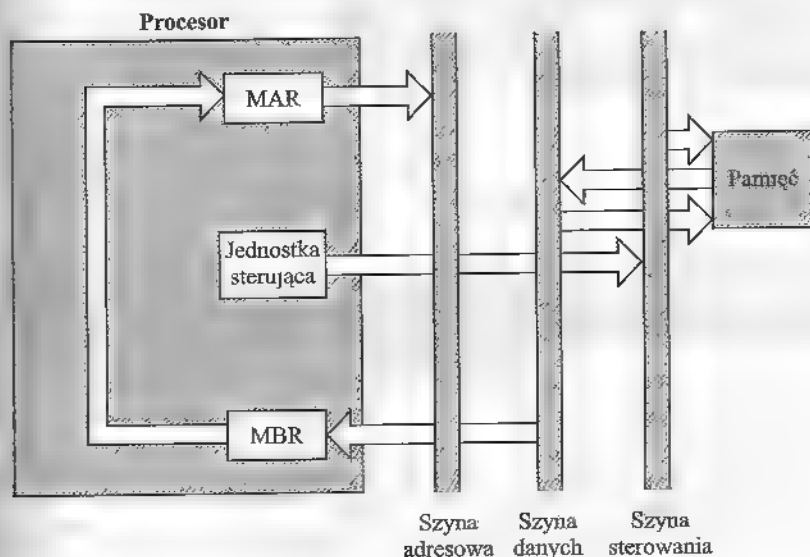 Procesor
MAR
Pamięć
Jednostka
sterująca
MBR
Szyna
adresowa
Szyna
danych
Szyna
sterowania